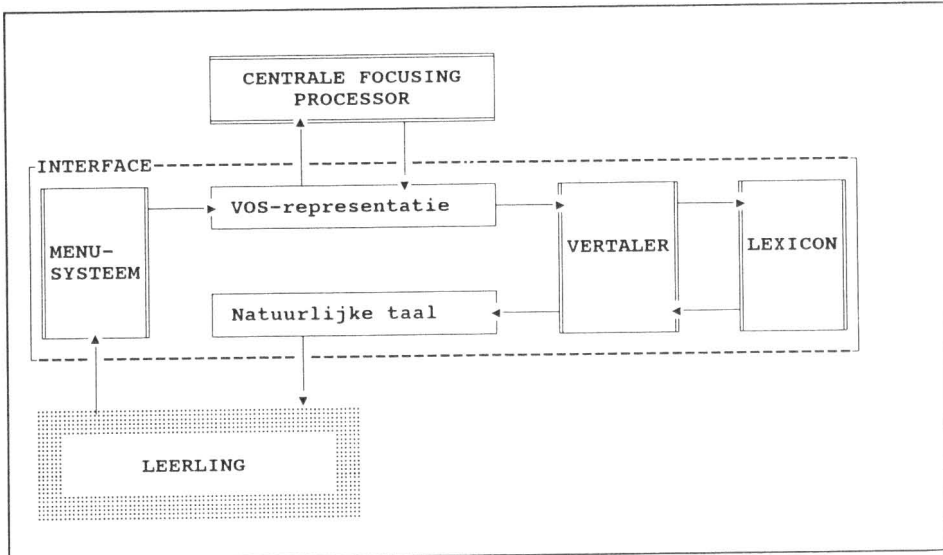 CENTRALE FOCUSING
PROCESSOR
INTERFACE
VOS-representatie
MENU-
SYSTEEM
VERTALER
LEXICON
Natuurlijke taal
LEERLING